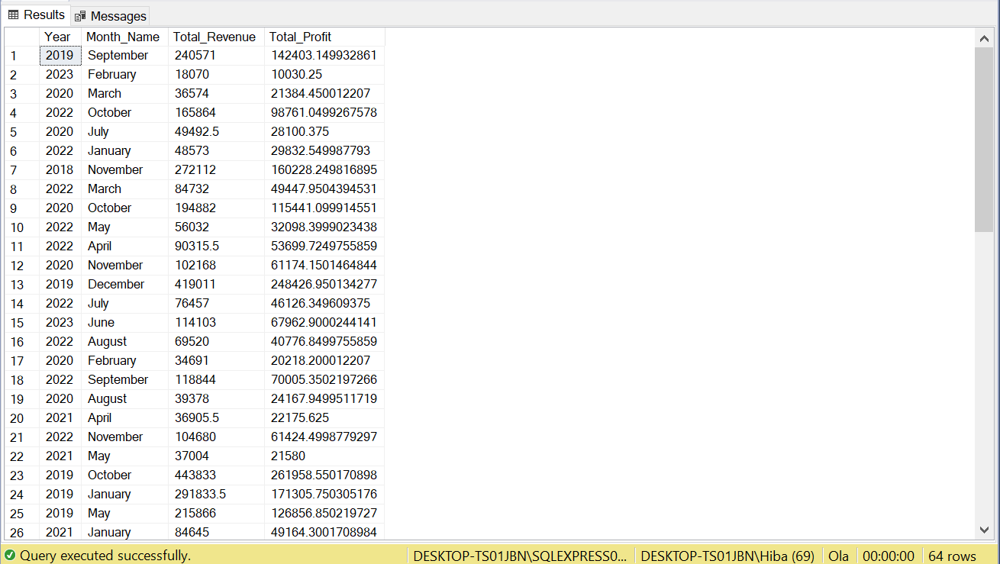 Results Messages
Year Month_Name Total_Revenue Total_Profit
1 2019 September 240571 142403.149932861
2 2023 February 18070 10030.25
3 2020 March 36574 21384.450012207
4 2022 October 165864 98761.0499267578
5 2020 July 49492.5 28100.375
6 2022 January 48573 29832.549987793
7 2018 November 272112 160228.249816895
8 2022 March 84732 49447.9504394531
9 2020 October 194882 115441.099914551
10 2022 May 56032 32098.3999023438
11 2022 April 90315.5 53699.7249755859
12 2020 November 102168 61174.1501464844
13 2019 December 419011 248426.950134277
14 2022 July 76457 46126.349609375
15 2023 June 114103 67962.9000244141
16 2022 August 69520 40776.8499755859
17 2020 February 34691 20218.200012207
18 2022 September 118844 70005.3502197266
19 2020 August 39378 24167.9499511719
20 2021 April 36905.5 22175.625
21 2022 November 104680 61424.4998779297
22 2021 May 37004 21580
23 2019 October 443833 261958.550170898
24 2019 January 291833.5 171305.750305176
25 2019 May 215866 126856.850219727
26 2021 January 84645 49164.3001708984
Query executed successfully. DESKTOP-TS01JBN\SQLEXPRESS0... DESKTOP-TS01JBN\Hiba (69) Ola 00:00:00 64 rows